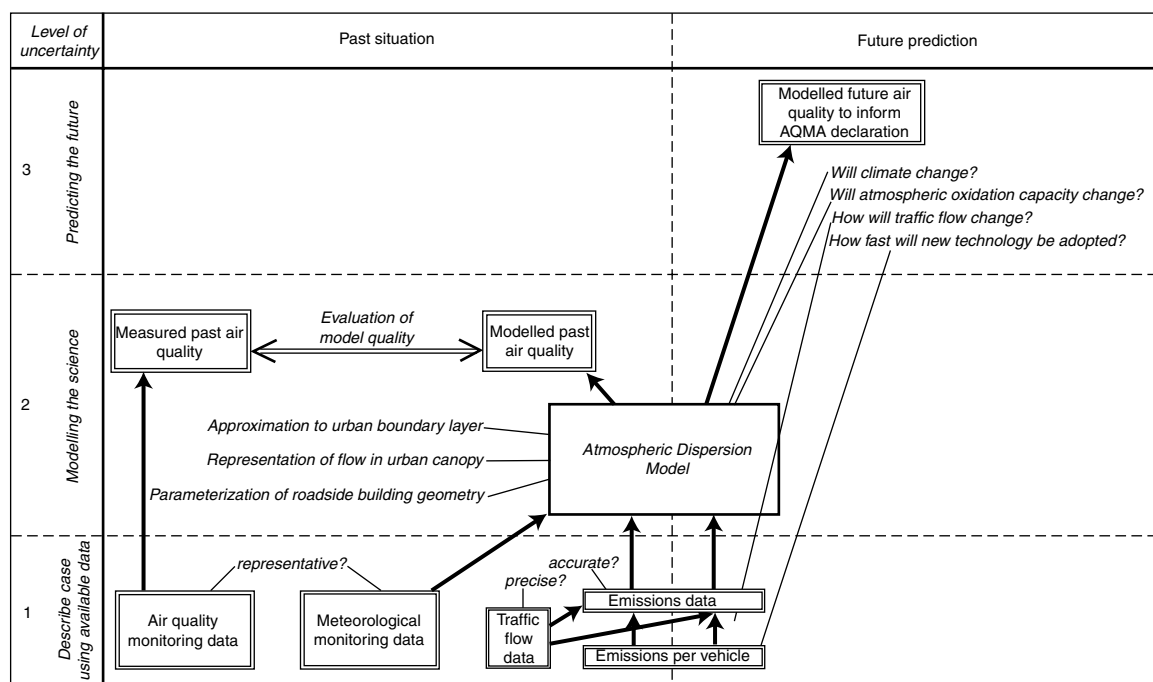 Level of
uncertainty
Past situation
Future prediction
3
Predicting the future
Modelled future air
quality to inform
AQMA declaration
Will climate change?
Will atmospheric oxidation capacity change?
How will traffic flow change?
How fast will new technology be adopted?
2
Modelling the science
Measured past air
quality
Evaluation of
model quality
Modelled past
air quality
Approximation to urban boundary layer
Representation of flow in urban canopy
Parameterization of roadside building geometry
Atmospheric Dispersion
Model
1
Describe case
using available data
representative?
accurate?
precise?
Air quality
monitoring data
Meteorological
monitoring data
Traffic
flow
data
Emissions data
Emissions per vehicle